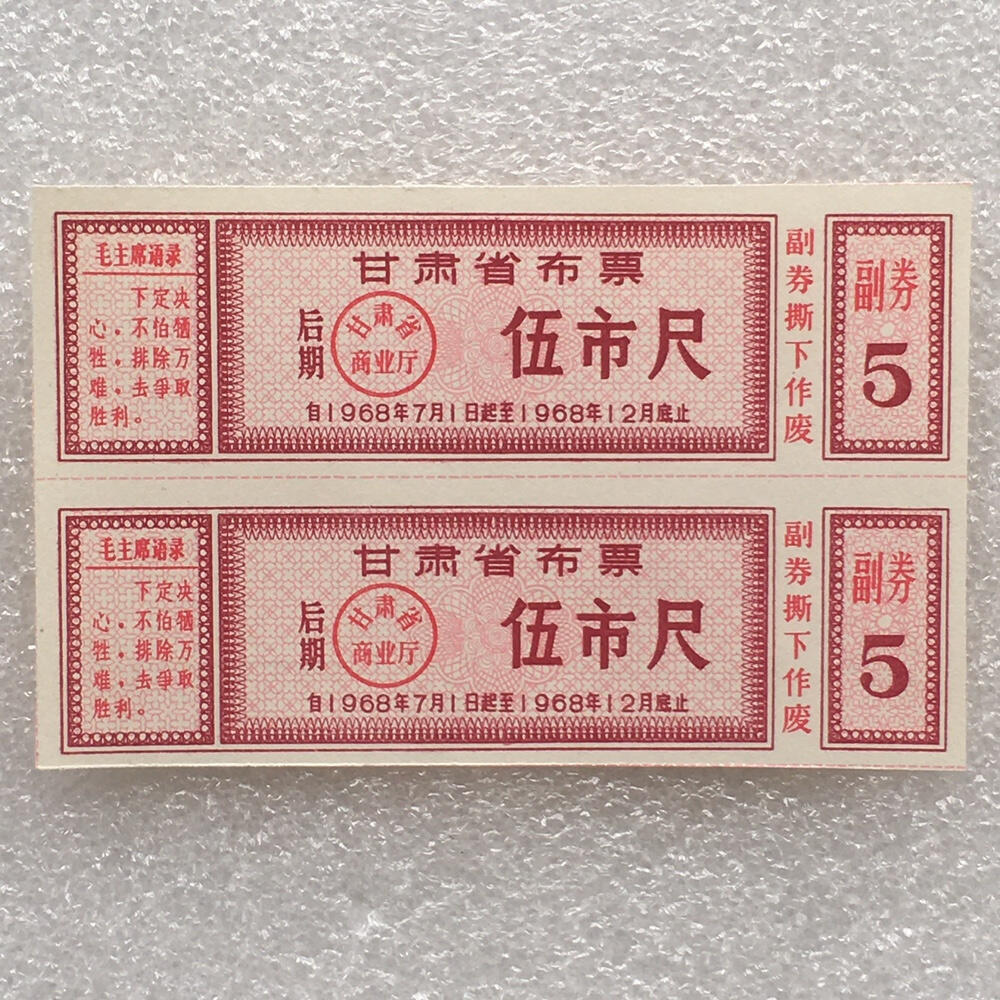 毛主席语录
下定决
心，不怕牺
牲，排除万
难，去爭取
胜利。
甘肃省布票
后期
甘肃省
商业厅
伍市尺
自1968年7月1日起至1968年12月底止
副券撕下作废
副券
5
毛主席语录
下定决
心，不怕牺
牲，排除万
难，去爭取
胜利。
甘肃省布票
后期
甘肃省
商业厅
伍市尺
自1968年7月1日起至1968年12月底止
副券撕下作废
副券
5